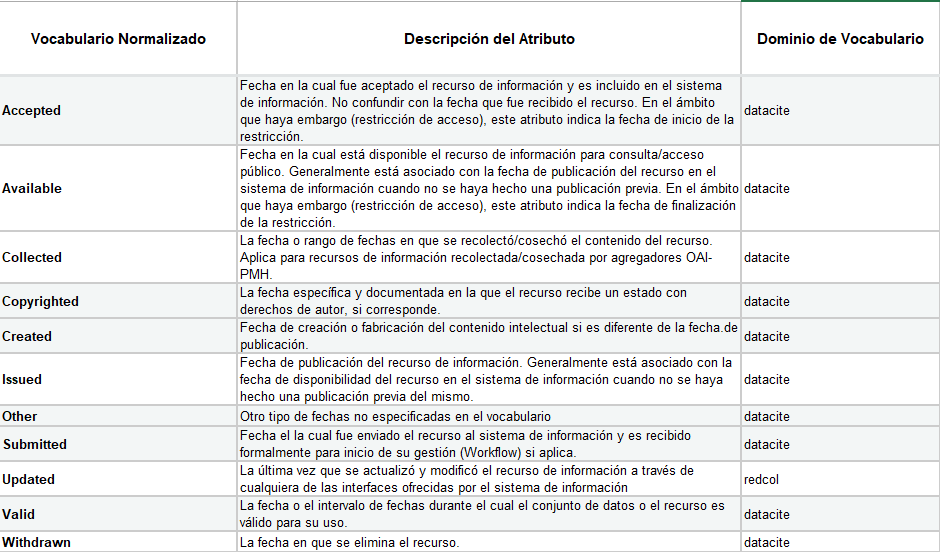 Vocabulario Normalizado
Descripción del Atributo
Dominio de Vocabulario
Accepted
Fecha en la cual fue aceptado el recurso de información y es incluido en el sistema
de información. No confundir con la fecha que fue recibido el recurso. En el ámbito
que haya embargo (restricción de acceso), este atributo indica la fecha de inicio de la
restricción.
datacite
Available
Fecha en la cual está disponible el recurso de información para consulta/acceso
público. Generalmente está asociado con la fecha de publicación del recurso en el
sistema de información cuando no se haya hecho una publicación previa. En el ámbito
que haya embargo (restricción de acceso), este atributo indica la fecha de finalización
de la restricción.
datacite
Collected
La fecha o rango de fechas en que se recolectó/cosechó el contenido del recurso.
Aplica para recursos de información recolectada/cosechada por agregadores OAI-
PMH.
datacite
Copyrighted
La fecha específica y documentada en la que el recurso recibe un estado con
derechos de autor, si corresponde.
datacite
Created
Fecha de creación o fabricación del contenido intelectual si es diferente de la fecha.de
publicación.
datacite
Issued
Fecha de publicación del recurso de información. Generalmente está asociado con la
fecha de disponibilidad del recurso en el sistema de información cuando no se haya
hecho una publicación previa del mismo.
datacite
Other
Otro tipo de fechas no especificadas en el vocabulario
datacite
Submitted
Fecha el la cual fue enviado el recurso al sistema de información y es recibido
formalmente para inicio de su gestión (Workflow) si aplica.
datacite
Updated
La última vez que se actualizó y modificó el recurso de información a través de
cualquiera de las interfaces ofrecidas por el sistema de información
redcol
Valid
La fecha o el intervalo de fechas durante el cual el conjunto de datos o el recurso es
válido para su uso.
datacite
Withdrawn
La fecha en que se elimina el recurso.
datacite